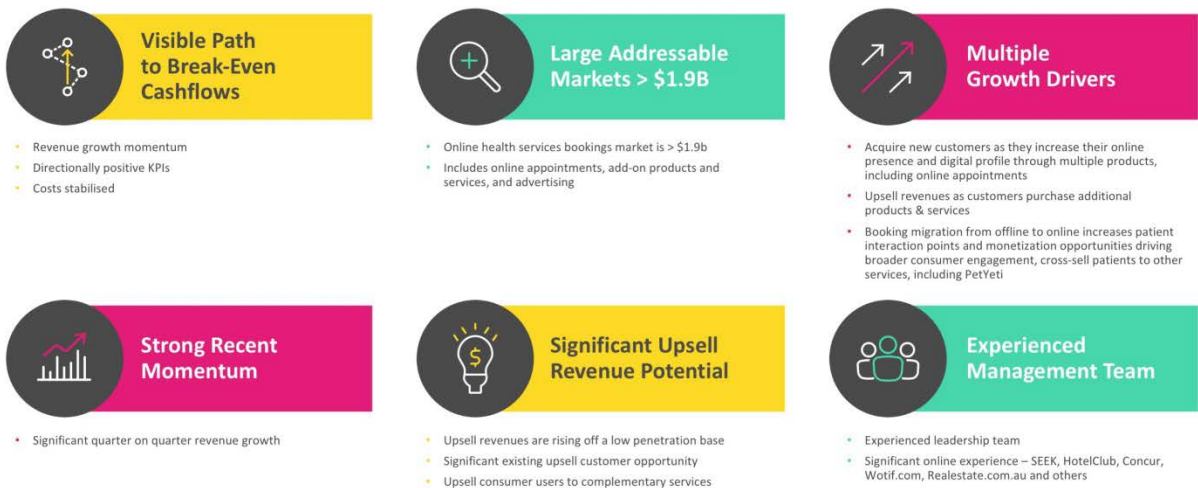 Visible Path
to Break-Even
Cashflows
• Revenue growth momentum
• Directionally positive KPIs
• Costs stabilised
Large Addressable
Markets > $1.9B
• Online health services bookings market is > $1.9b
• Includes online appointments, add-on products and
services, and advertising
Multiple
Growth Drivers
• Acquire new customers as they increase their online
presence and digital profile through multiple products,
including online appointments
• Upsell revenues as customers purchase additional
products & services
• Booking migration from offline to online increases patient
interaction points and monetization opportunities driving
broader consumer engagement, cross-sell patients to other
services, including PetYeti
Strong Recent
Momentum
• Significant quarter on quarter revenue growth
$
Significant Upsell
Revenue Potential
• Upsell revenues are rising off a low penetration base
• Significant existing upsell customer opportunity
• Upsell consumer users to complementary services
Experienced
Management Team
• Experienced leadership team
• Significant online experience – SEEK, HotelClub, Concur,
Wotif.com, Realestate.com.au and others